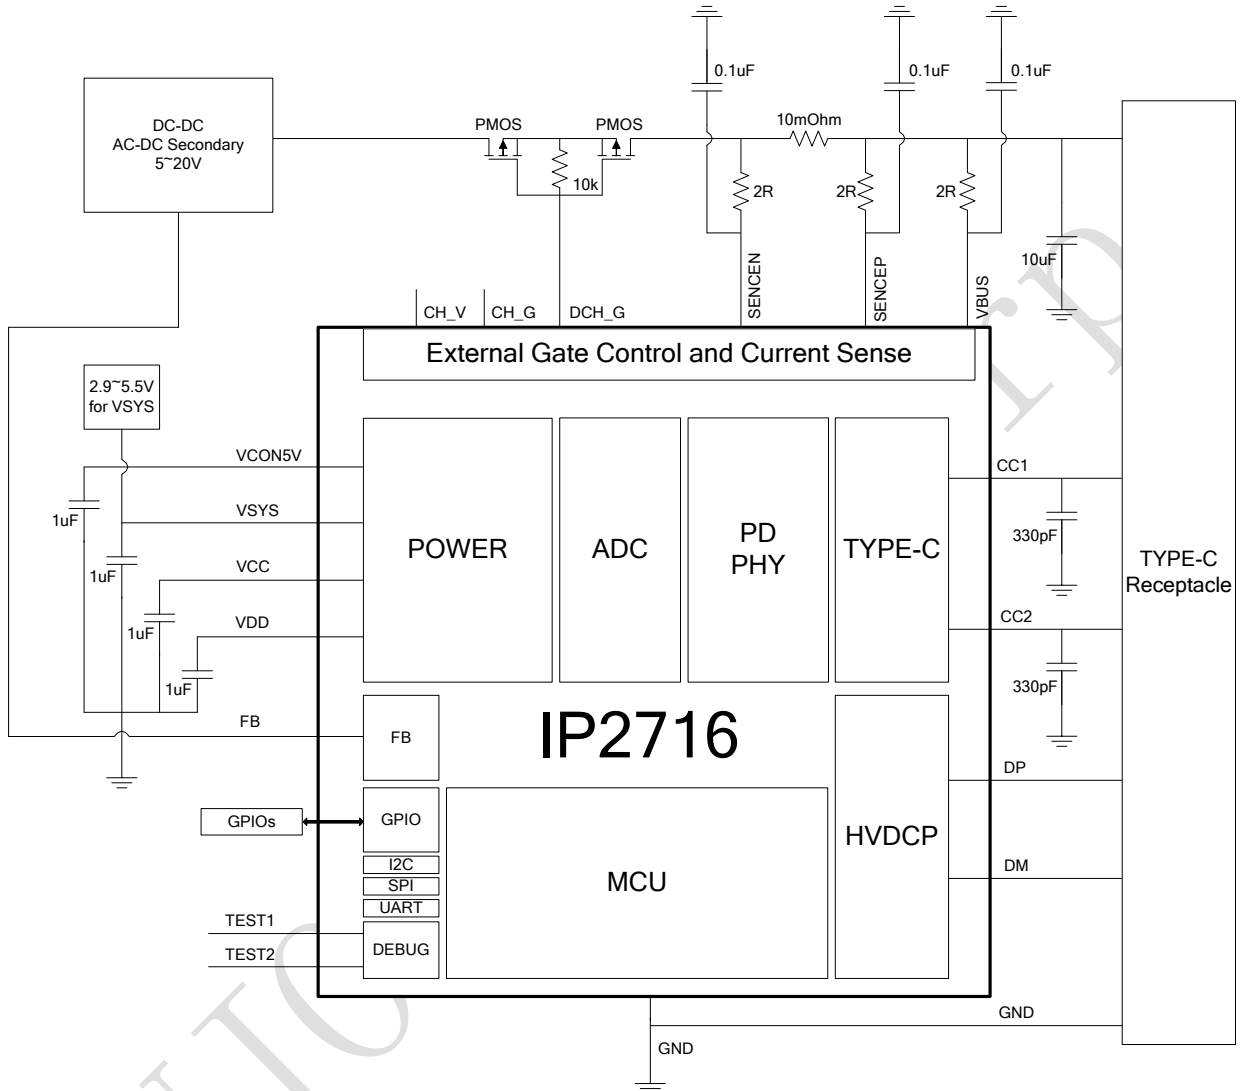 0.1uF
0.1uF
0.1uF
DC-DC
AC-DC Secondary
5~20V
PMOS
PMOS
10mOhm
10k
2R
2R
2R
10uF
SENCEN
SENCEP
VBUS
CH_V
CH_G
DCH_G
External Gate Control and Current Sense
2.9~5.5V
for VSYS
VCON5V
1uF
VSYS
1uF
VCC
1uF
VDD
1uF
POWER
ADC
PD
PHY
TYPE-C
CC1
330pF
CC2
330pF
TYPE-C
Receptacle
FB
FB
IP2716
DP
GPIOs
GPIO
I2C
SPI
UART
MCU
HVDCP
DM
TEST1
TEST2
DEBUG
GND
GND